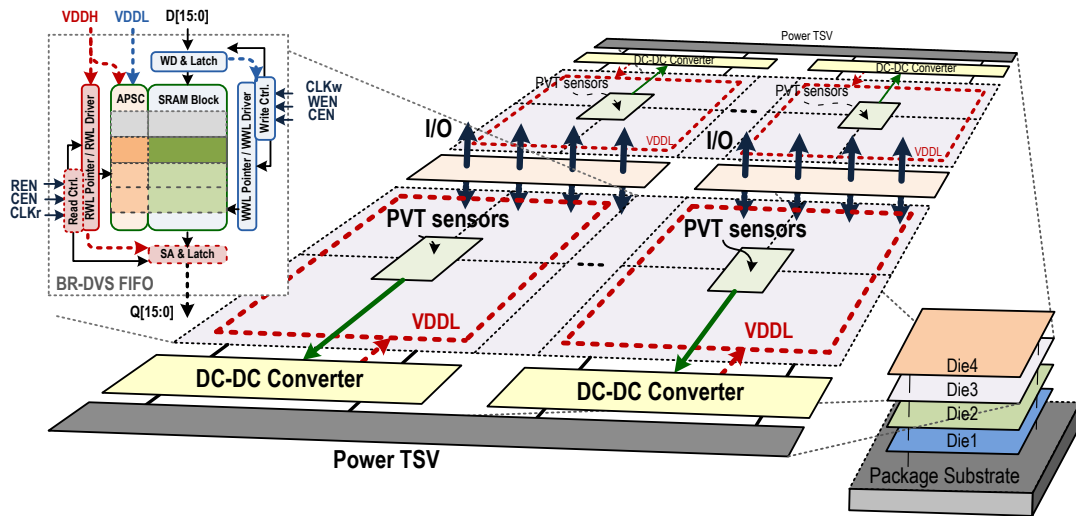 VDDH
VDDL
D[15:0]
WD & Latch
APSC
SRAM Block
RWL Pointer / RWL Driver
WWL Pointer / WWL Driver
Write Ctrl.
CLKw
WEN
CEN
Read Ctrl.
REN
CEN
CLKr
SA & Latch
BR-DVS FIFO
Q[15:0]
Power TSV
DC-DC Converter
DC-DC Converter
PVT sensors
PVT sensors
VDDL
VDDL
I/O
I/O
PVT sensors
PVT sensors
VDDL
VDDL
DC-DC Converter
DC-DC Converter
Power TSV
Die4
Die3
Die2
Die1
Package Substrate